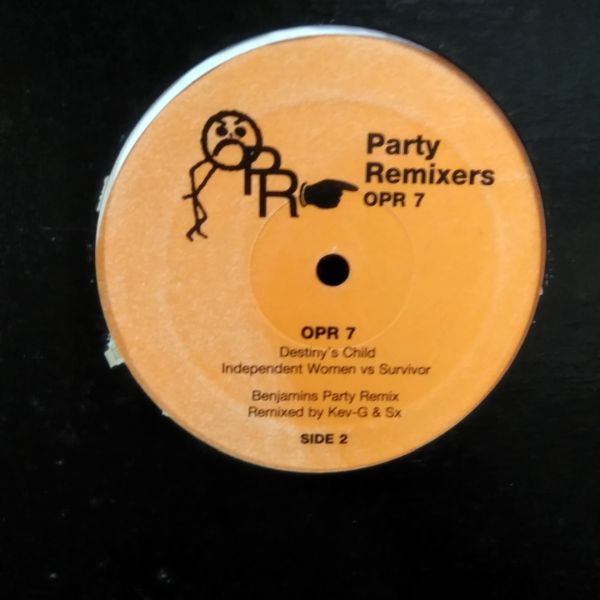 OPR
Party
Remixers
OPR 7
OPR 7
Destiny's Child
Independent Women vs Survivor
Benjamins Party Remix
Remixed by Kev-G & Sx
SIDE 2